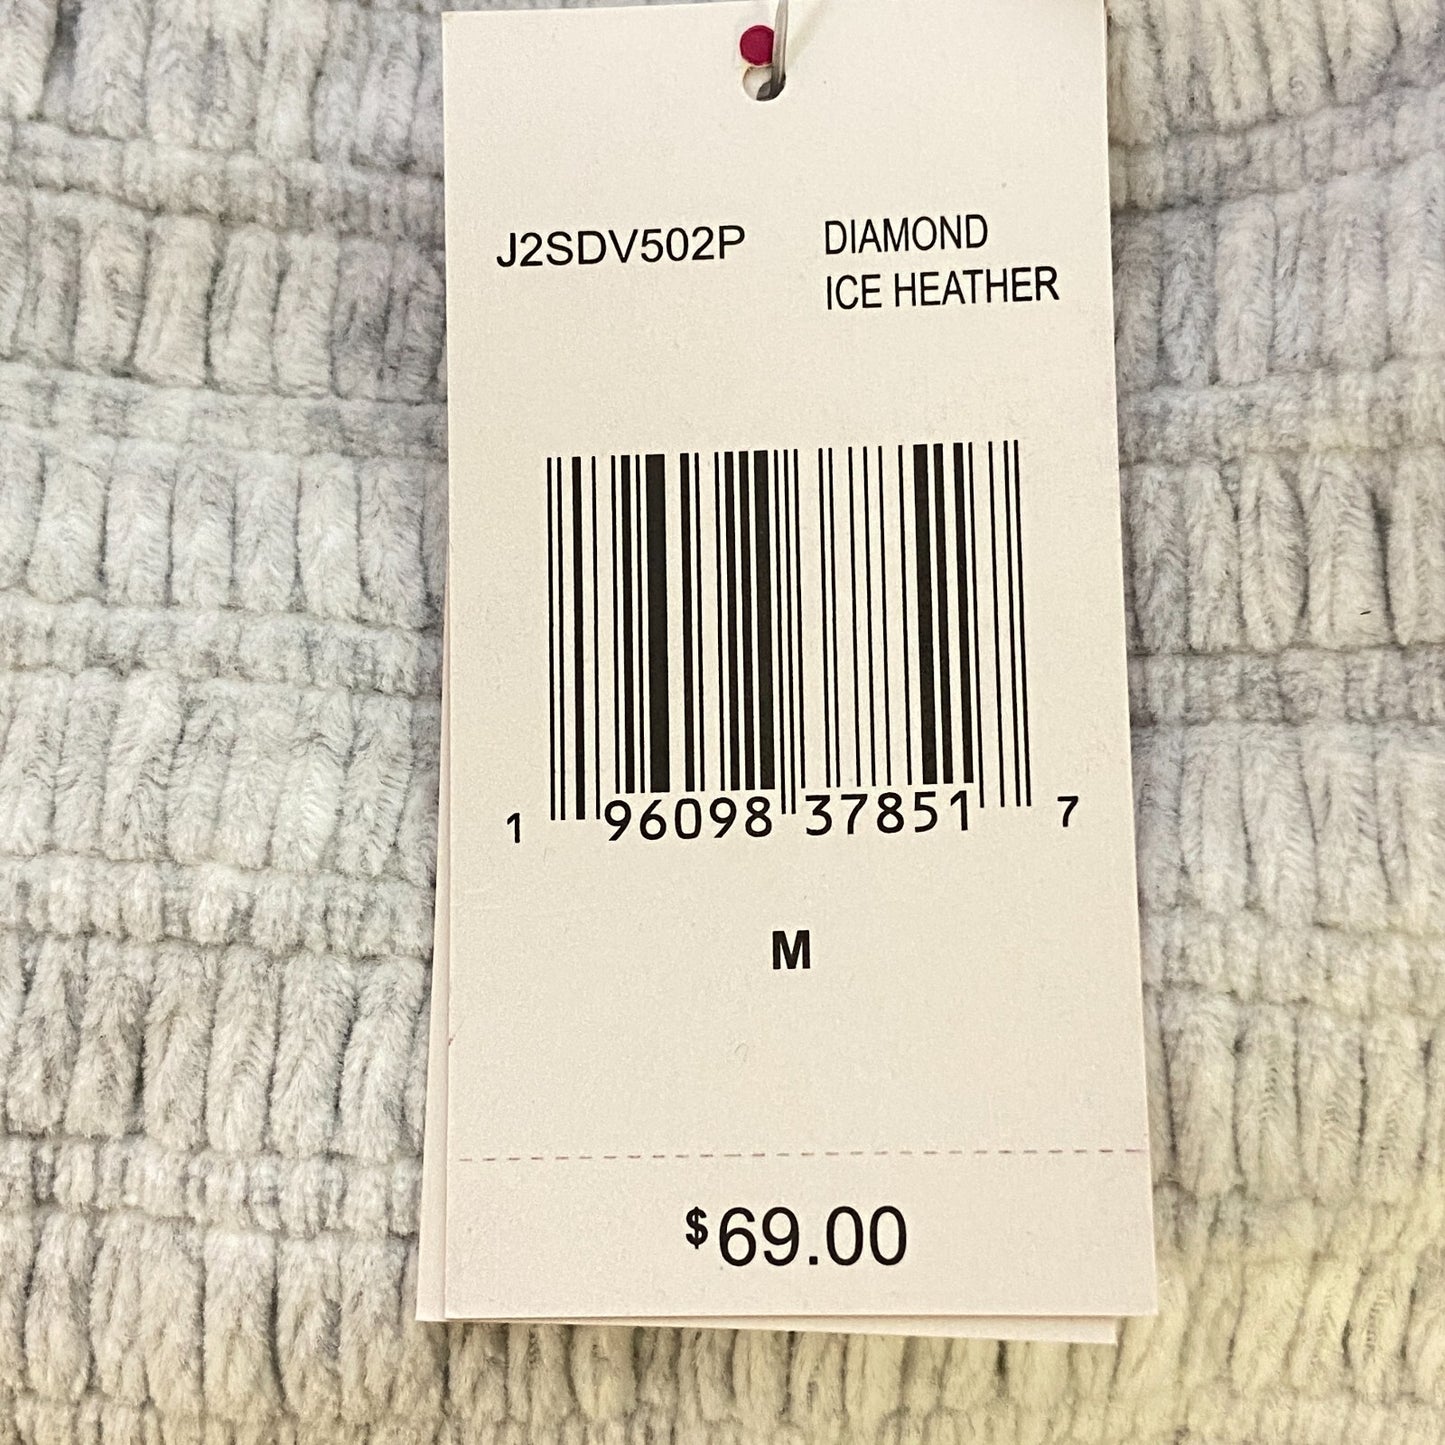 J2SDV502P
DIAMOND
ICE HEATHER
1 96098 37851 7
M
$69.00